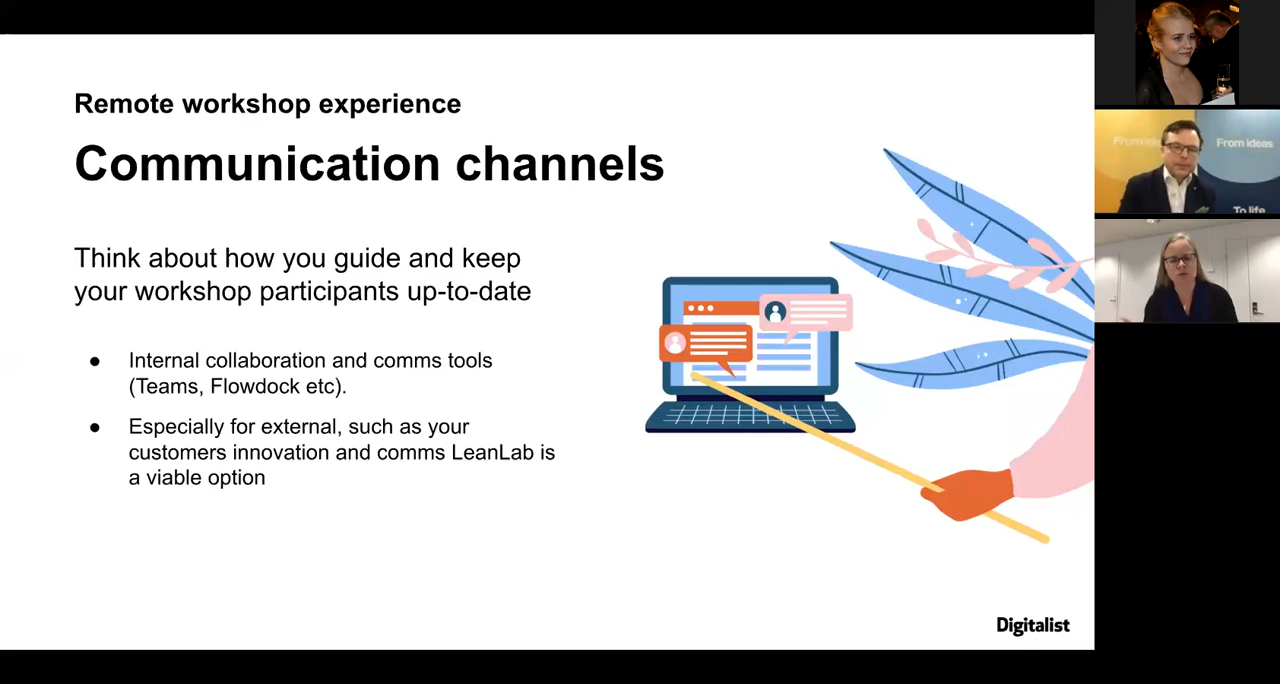 Remote workshop experience
Communication channels
Think about how you guide and keep
your workshop participants up-to-date
● Internal collaboration and comms tools
(Teams, Flowdock etc).
● Especially for external, such as your
customers innovation and comms LeanLab is
a viable option
Digitalist
From ideas
From ideas
To life